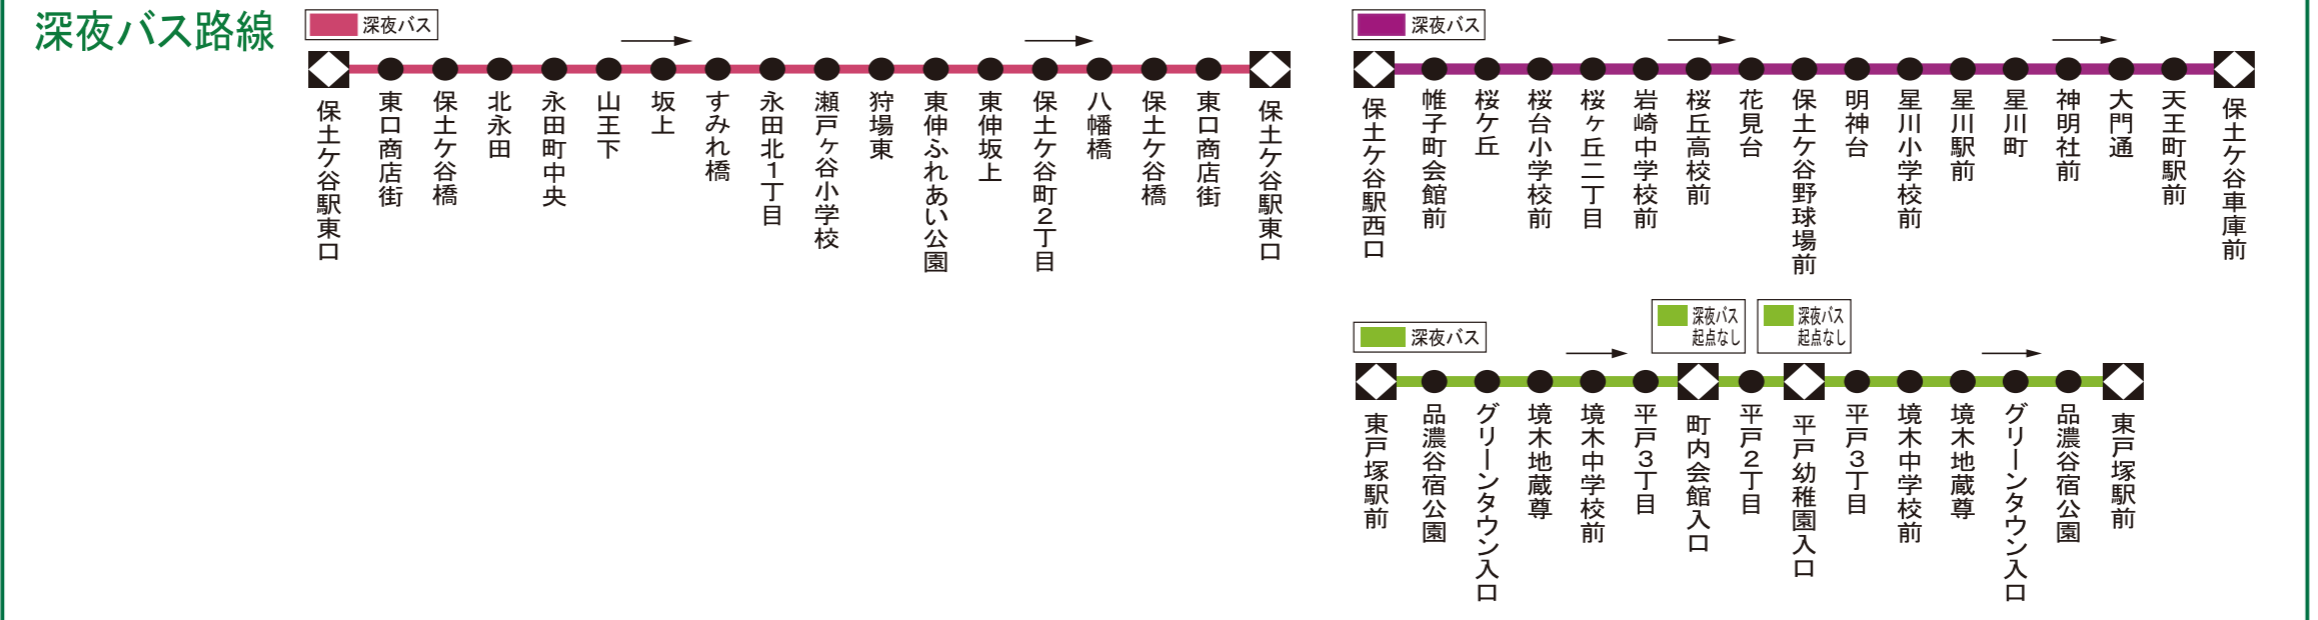 深夜バス路線
深夜バス
保土ケ谷駅東口
東口商店街
保土ケ谷橋
北永田
永田町中央
山王下
坂上
すみれ橋
永田北1丁目
瀬戸ヶ谷小学校
狩場東
東伸ふれあい公園
東伸坂上
保土ケ谷町2丁目
八幡橋
保土ケ谷橋
東口商店街
保土ケ谷駅東口
深夜バス
保土ケ谷駅西口
帷子町会館前
桜ケ丘
桜台小学校前
桜ヶ丘二丁目
岩崎中学校前
桜丘高校前
花見台
保土ケ谷野球場前
明神台
星川小学校前
星川駅前
星川町
神明社前
大門通
天王町駅前
保土ケ谷車庫前
深夜バス
深夜バス
起点なし
深夜バス
起点なし
東戸塚駅前
品濃谷宿公園
グリーンタウン入口
境木地蔵尊
境木中学校前
平戸3丁目
町内会館入口
平戸2丁目
平戸幼稚園入口
平戸3丁目
境木中学校前
境木地蔵尊
グリーンタウン入口
品濃谷宿公園
東戸塚駅前